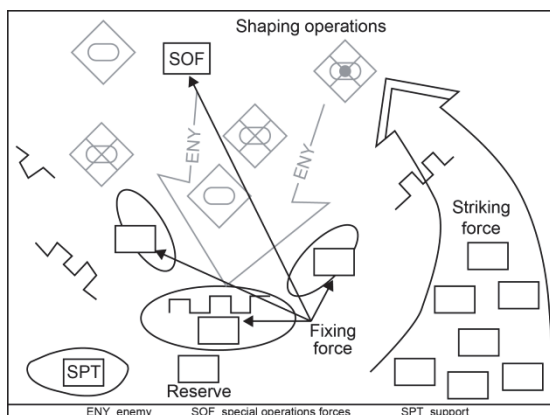 Shaping operations
SOF
ENY
ENY
Striking
force
Fixing
force
SPT
Reserve
ENY enemy SOF special operations forces SPT support